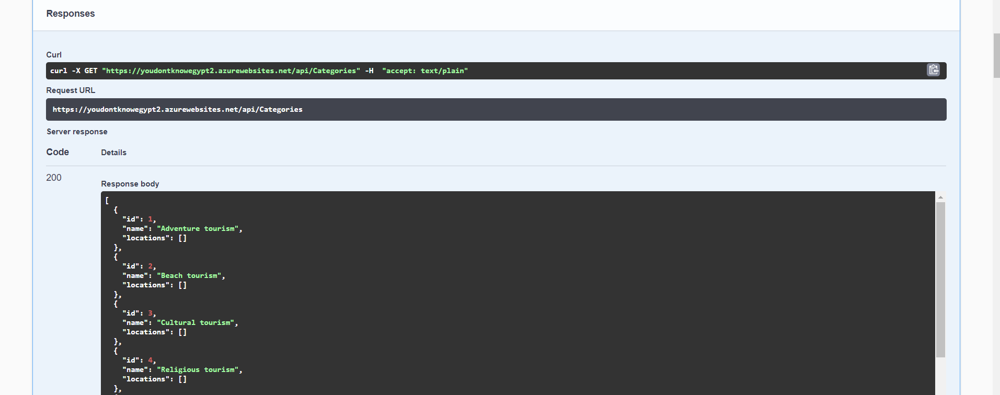 Responses
Curl
curl -X GET "https://youdontknowegypt2.azurewebsites.net/api/Categories" -H  "accept: text/plain"
Request URL
https://youdontknowegypt2.azurewebsites.net/api/Categories
Server response
Code Details
200
Response body
[
  {
    "id": 1,
    "name": "Adventure tourism",
    "locations": []
  },
  {
    "id": 2,
    "name": "Beach tourism",
    "locations": []
  },
  {
    "id": 3,
    "name": "Cultural tourism",
    "locations": []
  },
  {
    "id": 4,
    "name": "Religious tourism",
    "locations": []
  },